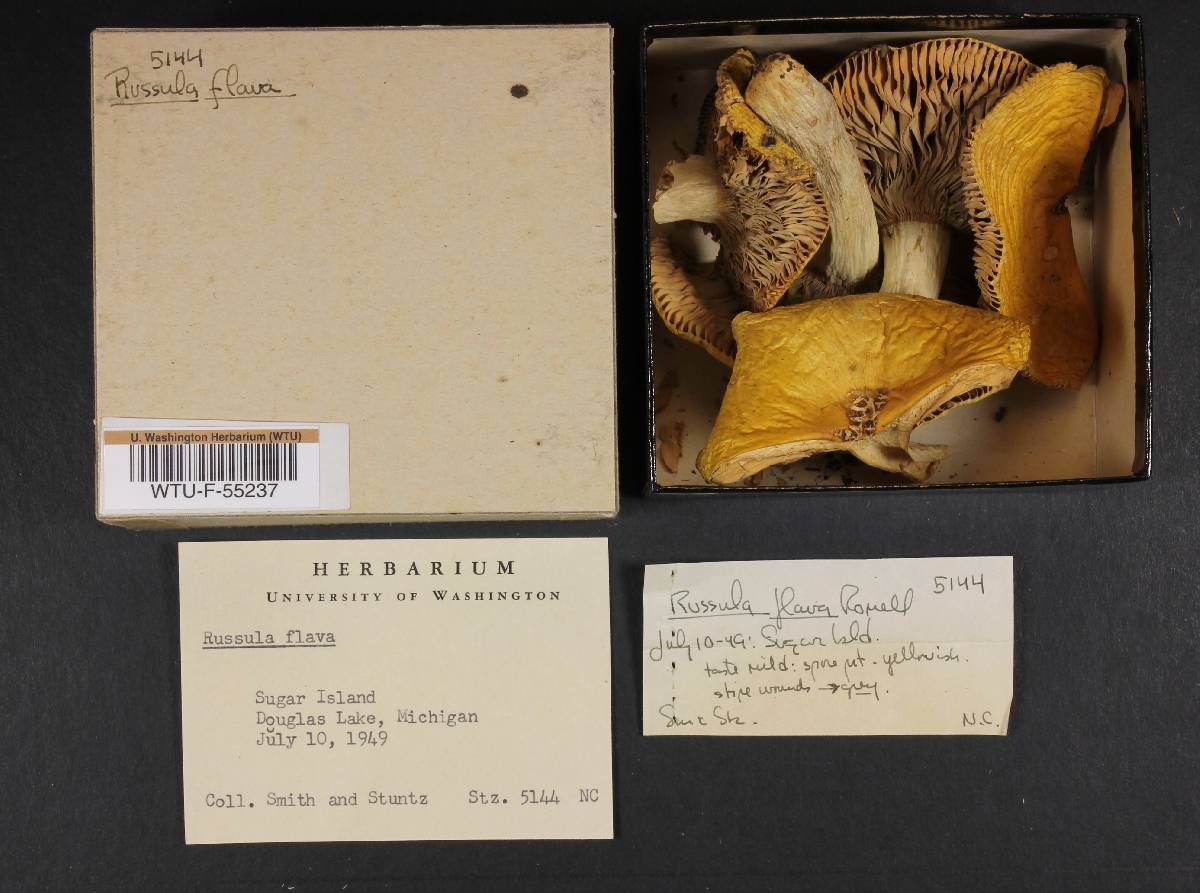 5144
Russula flava
U. Washington Herbarium (WTU)
WTU-F-55237
HERBARIUM
UNIVERSITY OF WASHINGTON
Russula flava
Sugar Island
Douglas Lake, Michigan
July 10, 1949
Coll. Smith and Stuntz Stz. 5144 NC
5144
Russula flava Romell
July 10-49: Sugar Isld.
taste mild: spore pt. yellowish.
stipe wounds → grey.
N.C.